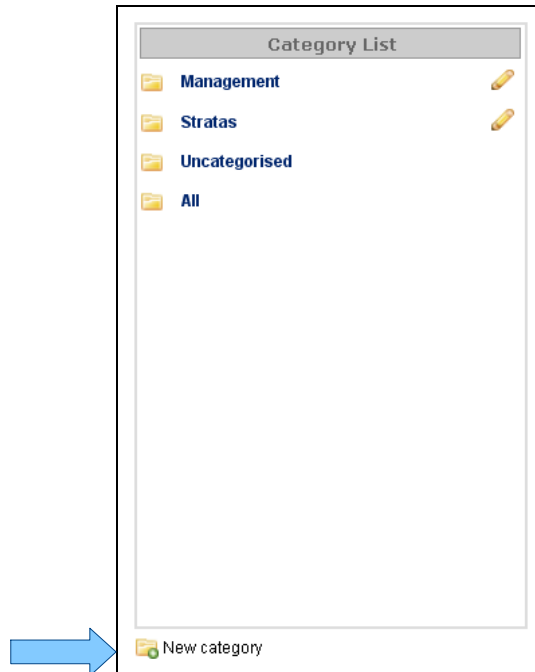 Category List
Management
Stratas
Uncategorised
All
New category